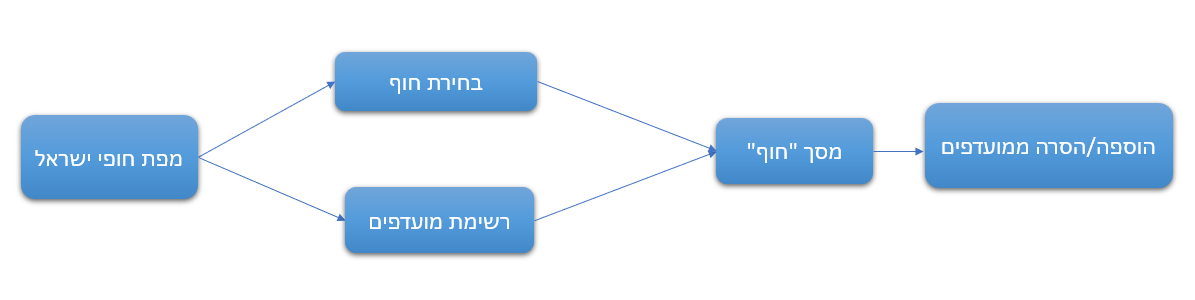 מפת חופי ישראל
בחירת חוף
רשימת מועדפים
מסך "חוף"
הוספה/הסרה ממועדפים